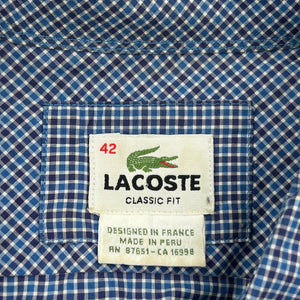 42
LACOSTE
CLASSIC FIT
DESIGNED IN FRANCE
MADE IN PERU
RN 87651-CA 16998